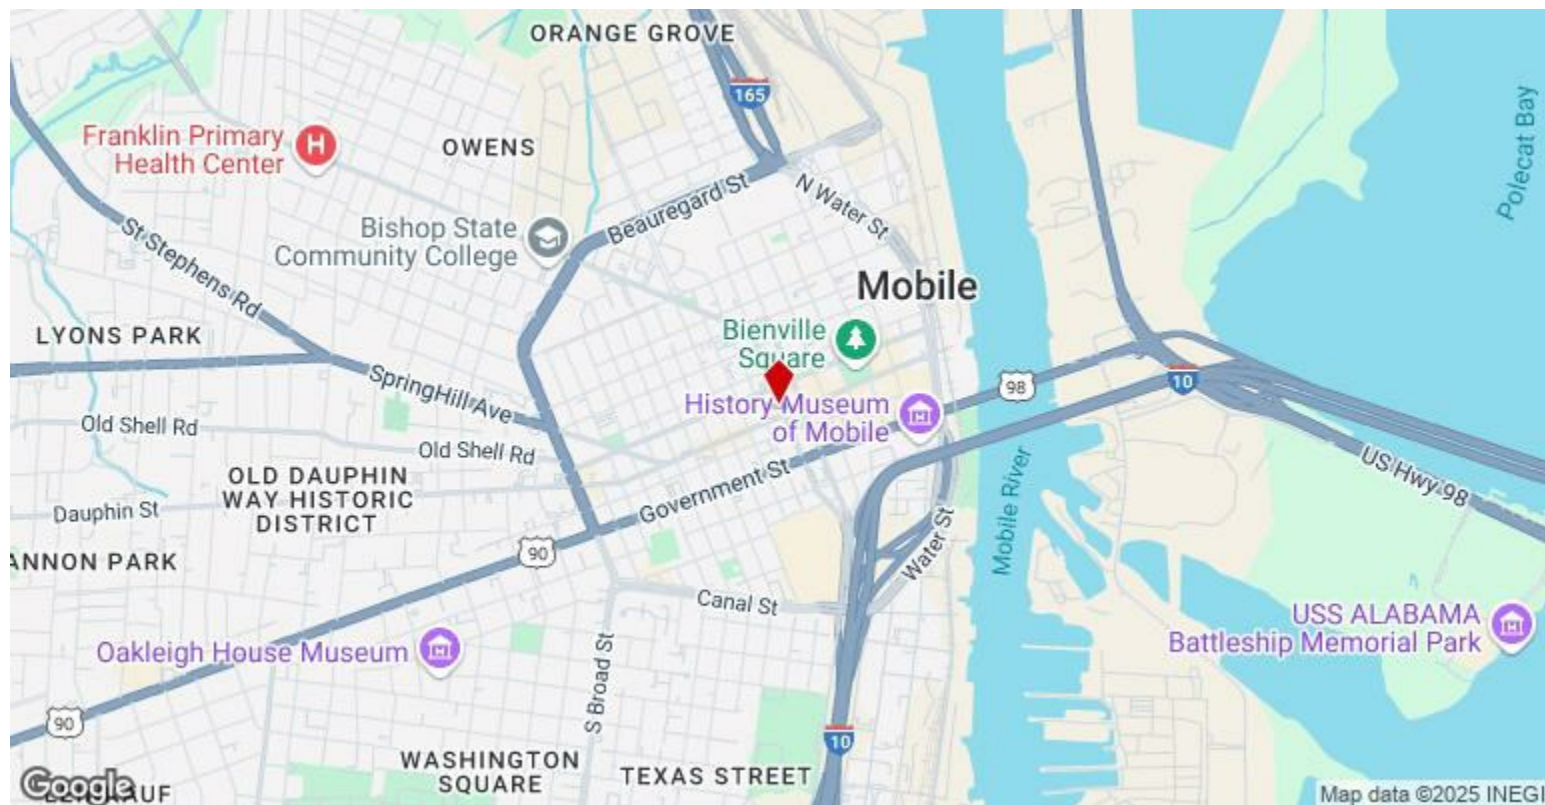 ORANGE GROVE
165
Franklin Primary
Health Center
H
OWENS
Polecat Bay
Beauregard St
N Water St
Bishop State
Community College
St Stephens Rd
Mobile
LYONS PARK
Bienville
Square
SpringHill Ave
98
10
History Museum
of Mobile
Old Shell Rd
Old Shell Rd
OLD DAUPHIN
WAY HISTORIC
DISTRICT
Government St
US Hwy 98
Dauphin St
Mobile River
Water St
90
ANNON PARK
Canal St
USS ALABAMA
Battleship Memorial Park
Oakleigh House Museum
S Broad St
90
10
WASHINGTON
SQUARE
TEXAS STREET
Google
AUF
Map data ©2025 INEGI